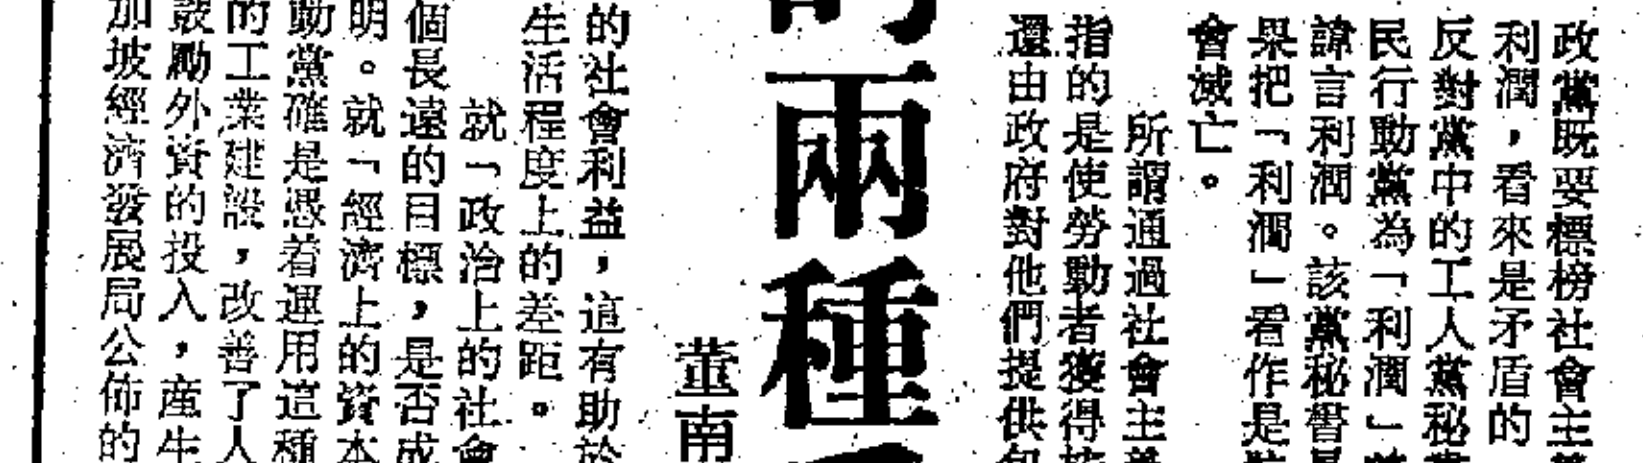 政黨既要標榜社會主
利潤，看來是矛盾的
反對黨中的工人黨秘
民行動黨為「利潤」
諱言利潤。該黨秘書
果把「利潤」看作是
會滅亡。
所謂通過社會主
指的是使勞動者獲得
還由政府對他們提供
兩種
董南
的社會利益，這有助於
生活程度上的差距。
就「政治上的社會
個長遠的目標，是否成
明。就「經濟上的資本
動黨確是憑着運用這種
的工業建設，改善了人
鼓勵外資的投入，產生
加坡經濟發展局公佈的